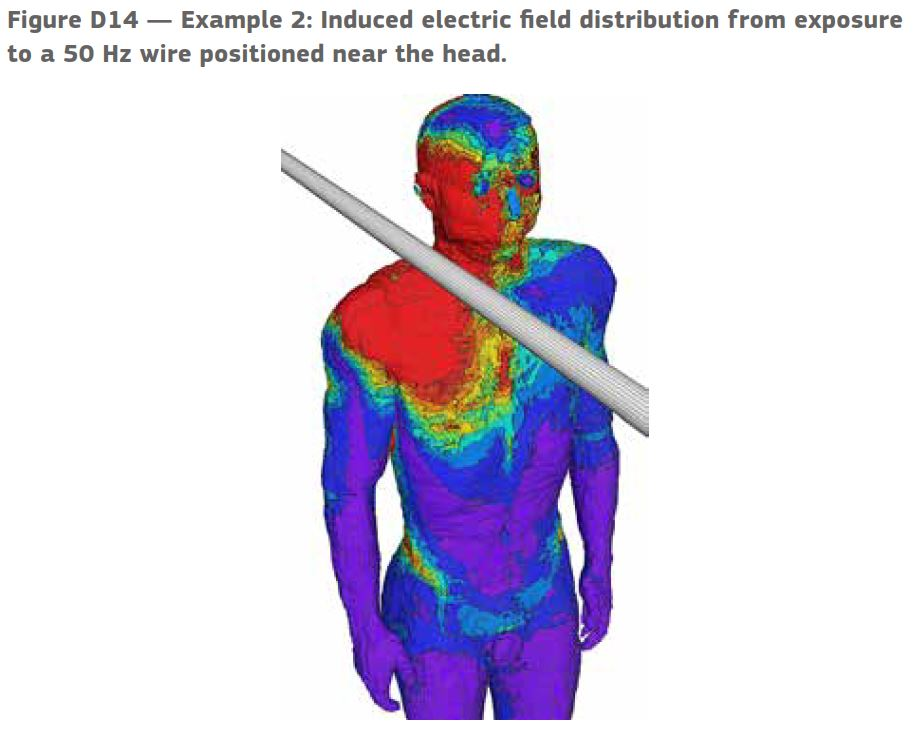 Figure D14 — Example 2: Induced electric field distribution from exposure
to a 50 Hz wire positioned near the head.